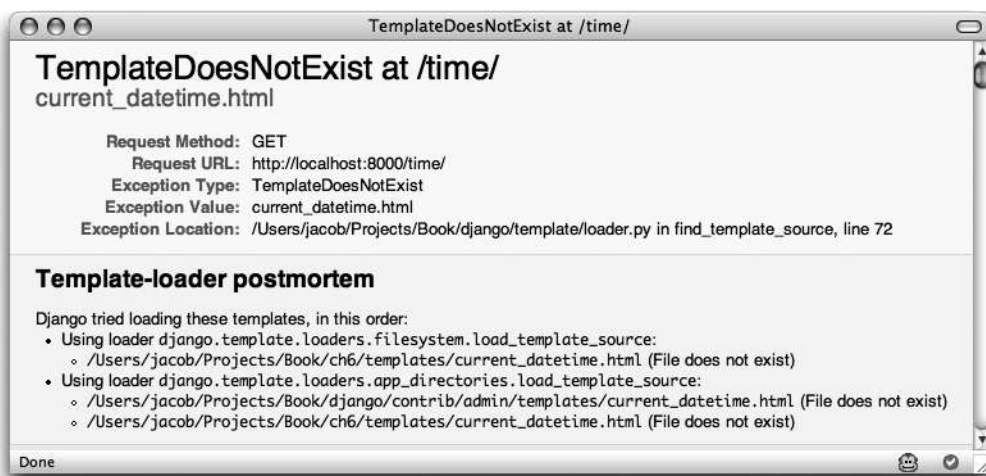 TemplateDoesNotExist at /time/
TemplateDoesNotExist at /time/
current_datetime.html
Request Method: GET
Request URL: http://localhost:8000/time/
Exception Type: TemplateDoesNotExist
Exception Value: current_datetime.html
Exception Location: /Users/jacob/Projects/Book/django/template/loader.py in find_template_source, line 72
Template-loader postmortem
Django tried loading these templates, in this order:
• Using loader django.template.loaders.filesystem.load_template_source:
◦ /Users/jacob/Projects/Book/ch6/templates/current_datetime.html (File does not exist)
• Using loader django.template.loaders.app_directories.load_template_source:
◦ /Users/jacob/Projects/Book/django/contrib/admin/templates/current_datetime.html (File does not exist)
◦ /Users/jacob/Projects/Book/ch6/templates/current_datetime.html (File does not exist)
Done